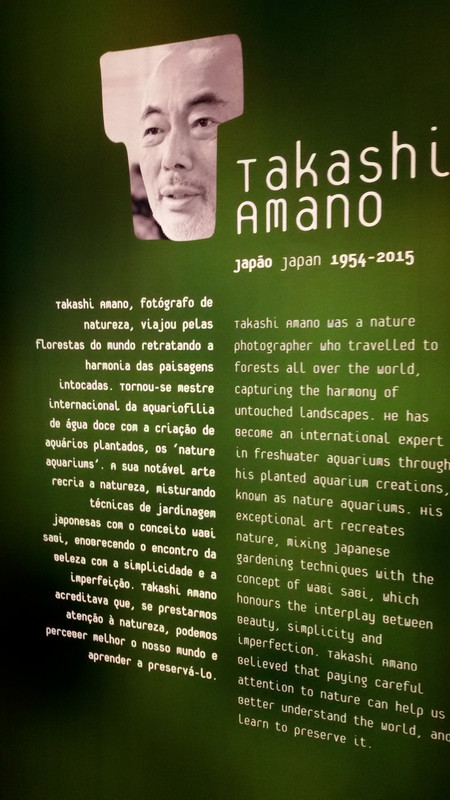 Takashi
Amano
japão japan 1954-2015
Takashi Amano, fotógrafo de
natureza, viajou pelas
florestas do mundo retratando a
harmonia das paisagens
intocadas. Tornou-se mestre
internacional da aquariofilia
de água doce com a criação de
aquários plantados, os ‘nature
aquariums’. A sua notável arte
recria a natureza, misturando
técnicas de jardinagem
japonesas com o conceito wabi
sabi, enobrecendo o encontro da
beleza com a simplicidade e a
imperfeição. Takashi Amano
acreditava que, se prestarmos
atenção à natureza, podemos
perceber melhor o nosso mundo e
aprender a preservá-lo.
Takashi Amano was a nature
photographer who travelled to
forests all over the world,
capturing the harmony of
untouched landscapes. He has
become an international expert
in freshwater aquariums through
his planted aquarium creations,
known as nature aquariums. His
exceptional art recreates
nature, mixing Japanese
gardening techniques with the
concept of wabi sabi, which
honours the interplay between
beauty, simplicity and
imperfection. Takashi Amano
believed that paying careful
attention to nature can help us
better understand the world, and
learn to preserve it.